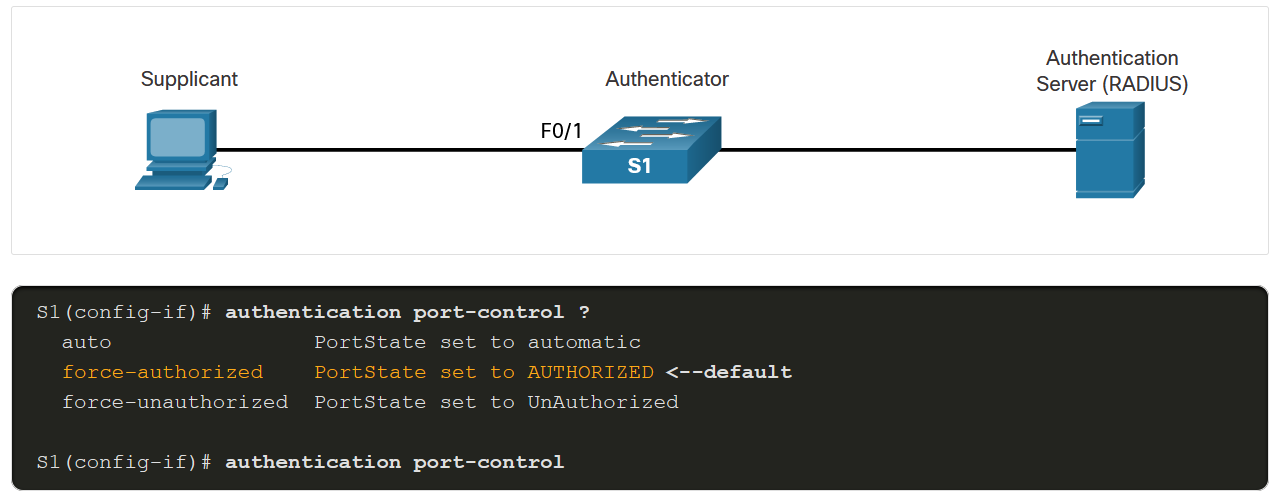 Supplicant
Authenticator
Authentication
Server (RADIUS)
F0/1
S1
S1(config-if)# authentication port-control ?
auto PortState set to automatic
force-authorized PortState set to AUTHORIZED <--default
force-unauthorized PortState set to UnAuthorized
S1(config-if)# authentication port-control